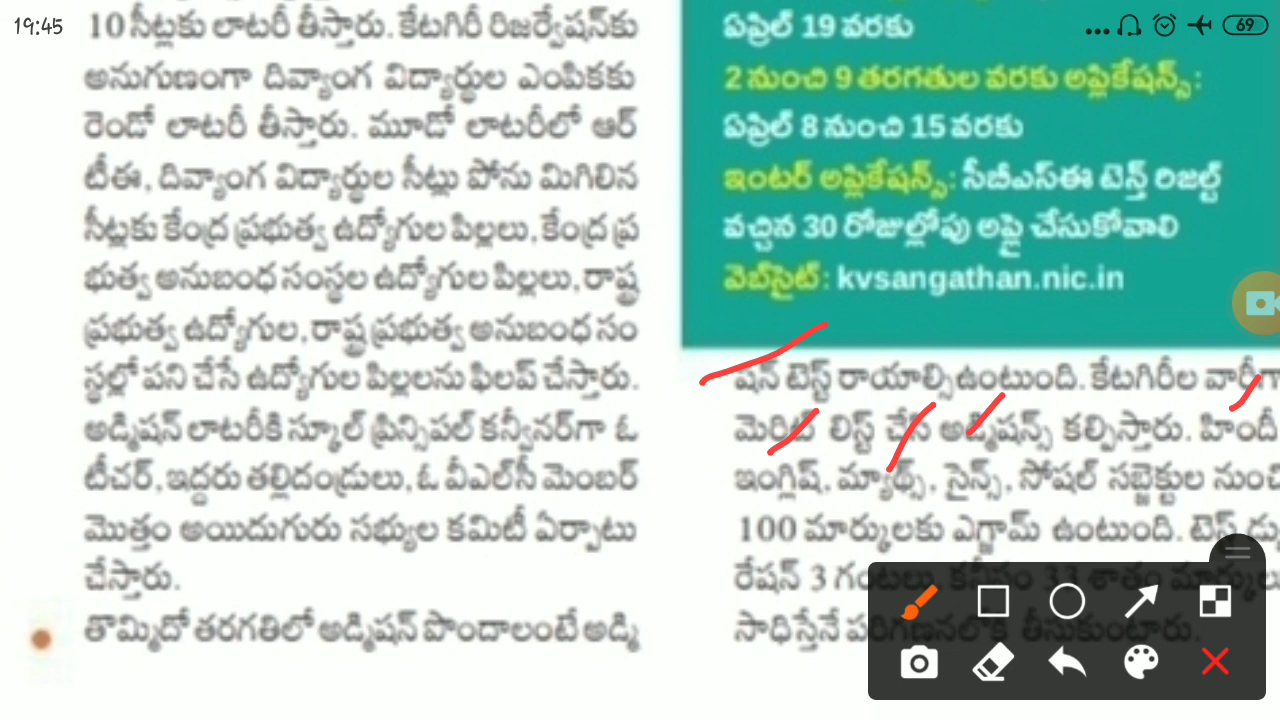 19:45
69
10 సీట్లకు లాటరీ తీస్తారు. కేటగిరీ రిజర్వేషన్‌కు
అనుగుణంగా దివ్యాంగ విద్యార్థుల ఎంపికకు
రెండో లాటరీ తీస్తారు. మూడో లాటరీలో ఆర్
టీఈ, దివ్యాంగ విద్యార్థుల సీట్లు పోను మిగిలిన
సీట్లకు కేంద్ర ప్రభుత్వ ఉద్యోగుల పిల్లలు, కేంద్ర ప్ర
భుత్వ అనుబంధ సంస్థల ఉద్యోగుల పిల్లలు, రాష్ట్ర
ప్రభుత్వ ఉద్యోగుల, రాష్ట్ర ప్రభుత్వ అనుబంధ సం
స్థల్లో పని చేసే ఉద్యోగుల పిల్లలను ఫిలప్ చేస్తారు.
అడ్మిషన్ లాటరీకి స్కూల్ ప్రిన్సిపల్ కన్వీనర్‌గా ఓ
టీచర్, ఇద్దరు తల్లిదండ్రులు, ఓ వీఎల్‌సీ మెంబర్
మొత్తం అయిదుగురు సభ్యుల కమిటీ ఏర్పాటు
చేస్తారు.
తొమ్మిదో తరగతిలో అడ్మిషన్ పొందాలంటే అడ్మి
ఏప్రిల్ 19 వరకు
2 నుంచి 9 తరగతుల వరకు అప్లికేషన్స్:
ఏప్రిల్ 8 నుంచి 15 వరకు
ఇంటర్ అప్లికేషన్స్: సీబీఎస్ఈ టెన్త్ రిజల్ట్
వచ్చిన 30 రోజుల్లోపు అప్లై చేసుకోవాలి
వెబ్‌సైట్: kvsangathan.nic.in
షన్ టెస్ట్ రాయాల్సి ఉంటుంది. కేటగిరీల వారీగా
మెరిట్ లిస్ట్ చేసి అడ్మిషన్స్ కల్పిస్తారు. హిందీ
ఇంగ్లిష్, మ్యాథ్స్, సైన్స్, సోషల్ సబ్జెక్టుల నుంచి
100 మార్కులకు ఎగ్జామ్ ఉంటుంది. టెస్ట్ డ్యు
రేషన్ 3 గంటలు. కనీసం 33 శాతం మార్కులు
సాధిస్తేనే పరిగణనలోకి తీసుకుంటారు.